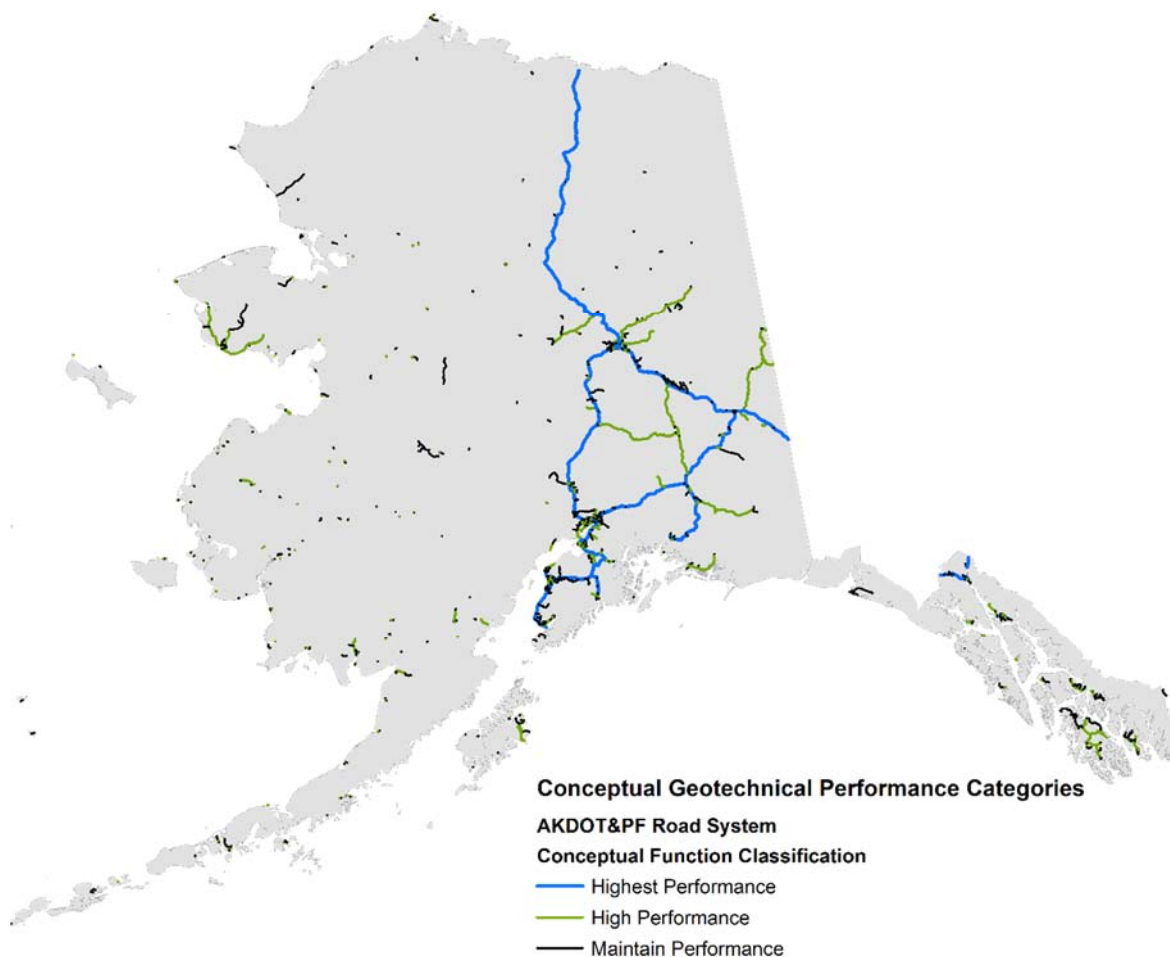 Conceptual Geotechnical Performance Categories
AKDOT&PF Road System
Conceptual Function Classification
Highest Performance
High Performance
Maintain Performance